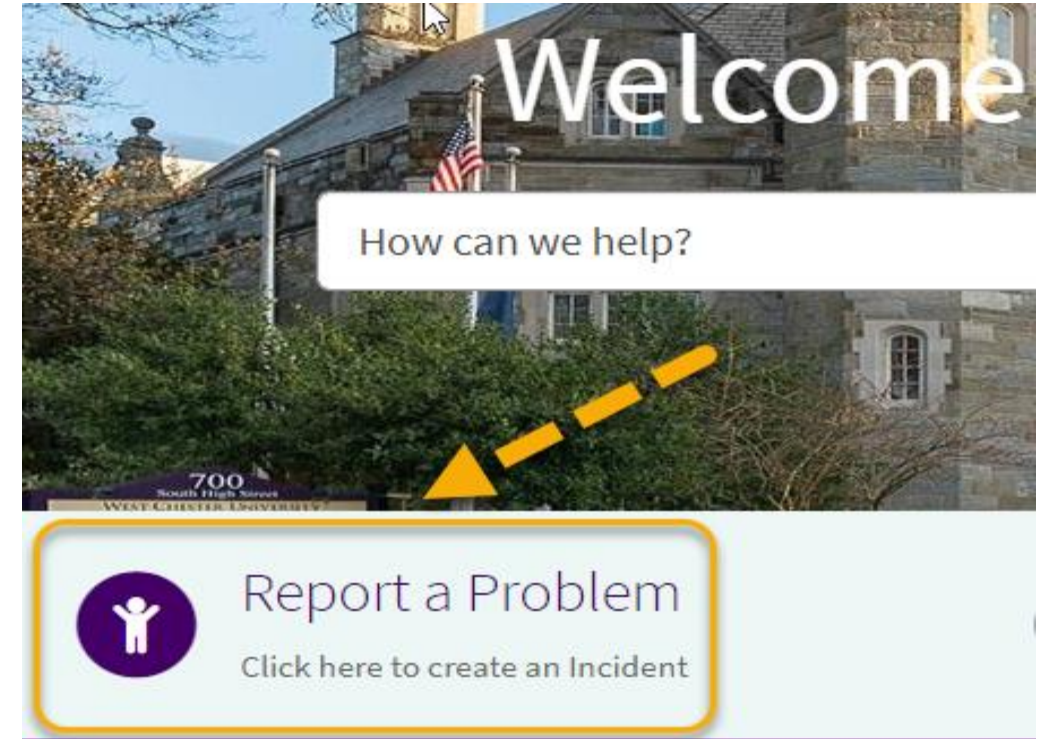 Welcome
How can we help?
700
South High Street
WEST CHESTER UNIVERSITY
Report a Problem
Click here to create an Incident